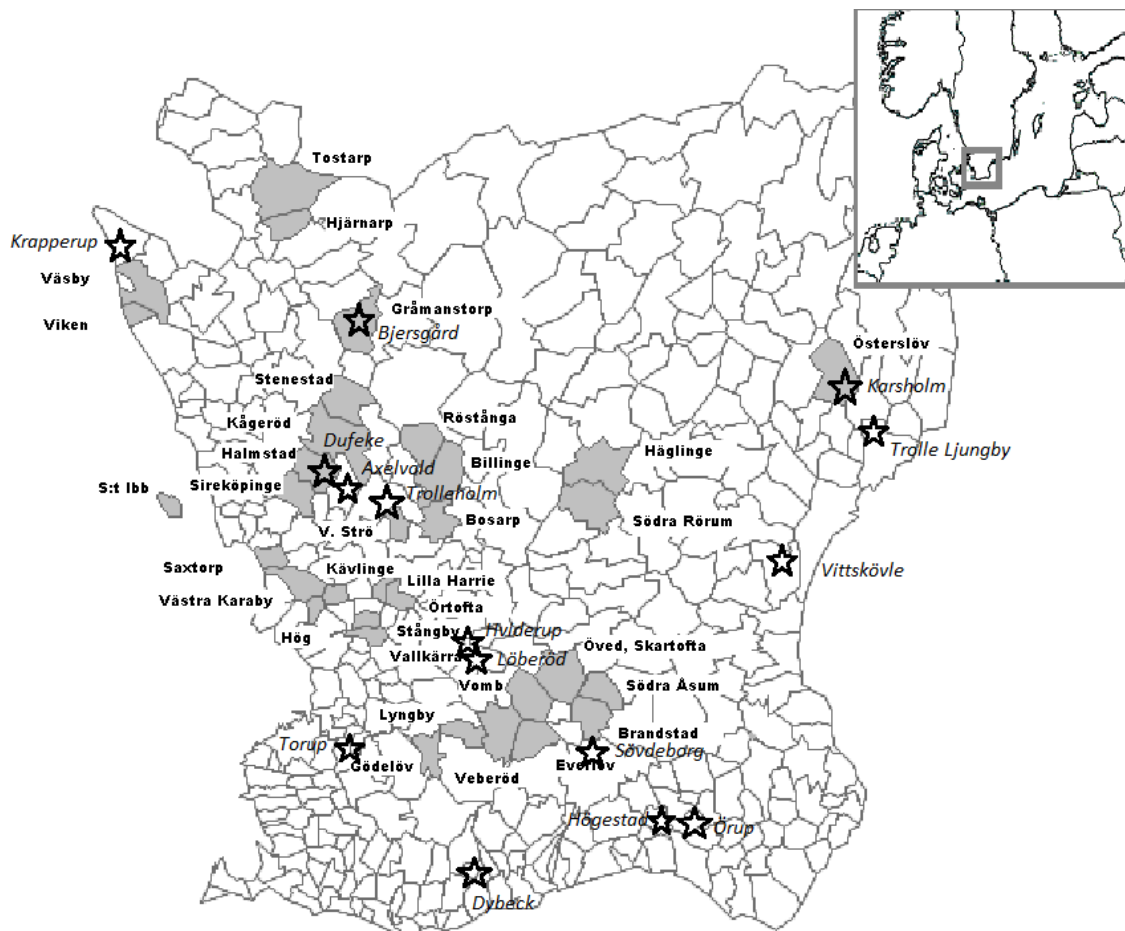 Tostarp
Hjärnarp
Krapperup
Väsby
Viken
Gråmanstorp
Bjersgård
Österslöv
Karsholm
Stenestad
Röstånga
Kågeröd
Dufeke
Trolle Ljungby
Halmstad
Axelvald
Billinge
Häglinge
S:t Ibb
Sireköpinge
Trolleholm
V. Strö
Bosarp
Södra Rörum
Saxtorp
Kävlinge
Vittskövle
Lilla Harrie
Västra Karaby
Örtofta
Hög
Stångby
Hviderup
Öved, Skartofta
Vallkärra
Löberöd
Vomb
Södra Åsum
Lyngby
Brandstad
Torup
Sövdeborg
Gödelöv
Everlöv
Veberöd
Högestad
Örup
Dybeck